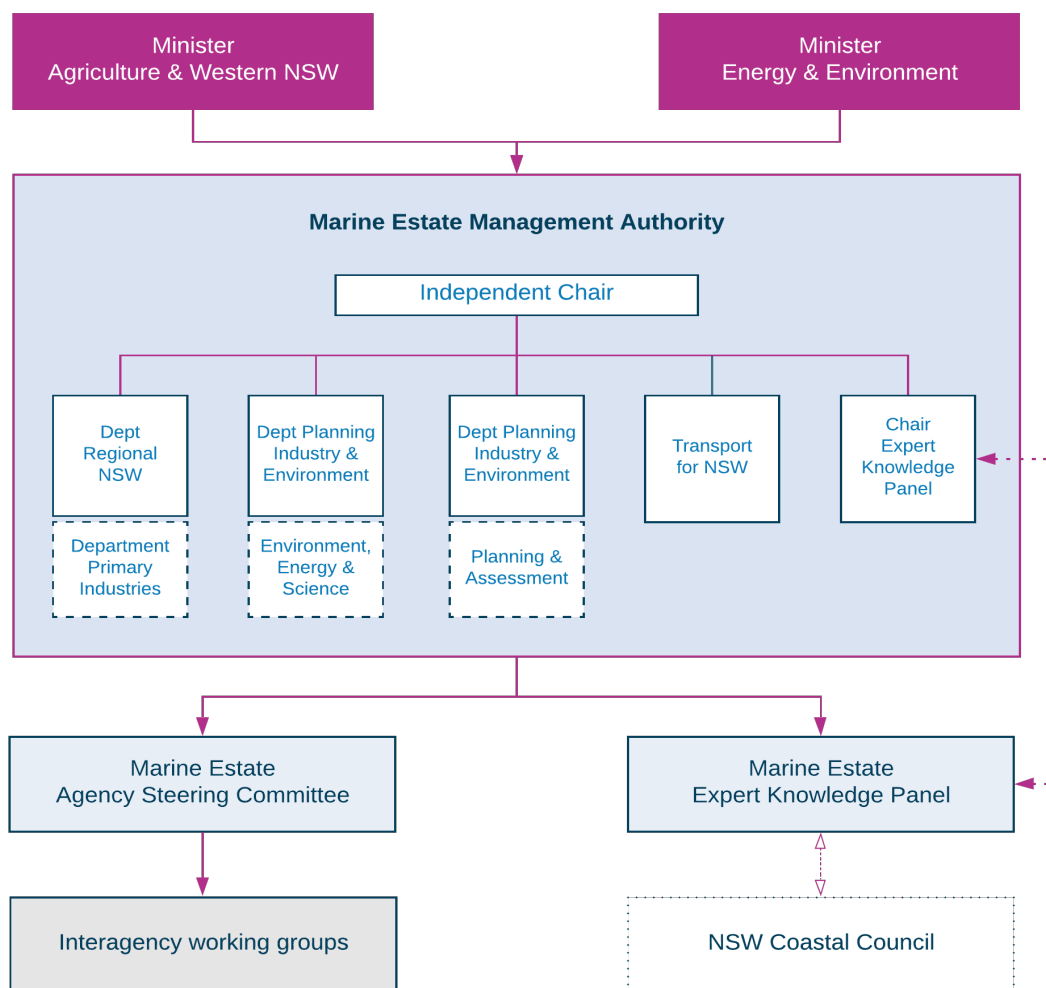 Minister
Agriculture & Western NSW
Minister
Energy & Environment
Marine Estate Management Authority
Independent Chair
Dept
Regional
NSW
Dept Planning
Industry &
Environment
Dept Planning
Industry &
Environment
Transport
for NSW
Chair
Expert
Knowledge
Panel
Department
Primary
Industries
Environment,
Energy &
Science
Planning &
Assessment
Marine Estate
Agency Steering Committee
Marine Estate
Expert Knowledge Panel
Interagency working groups
NSW Coastal Council